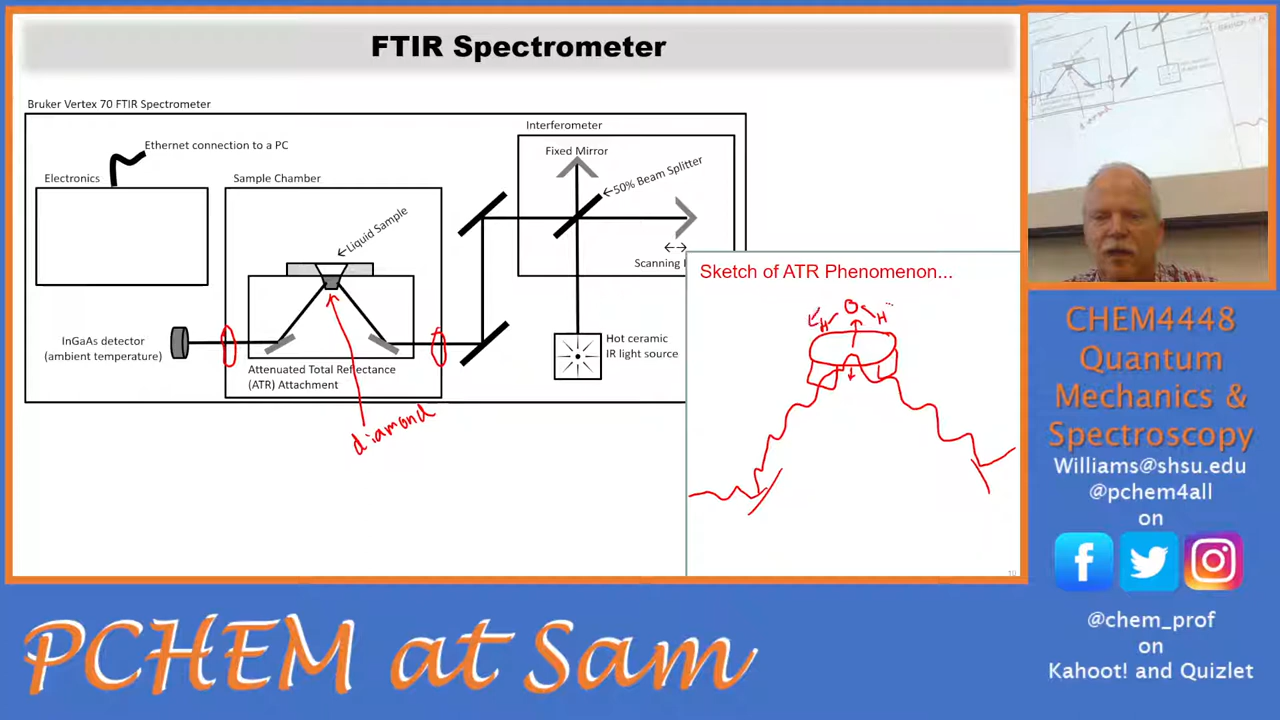 FTIR Spectrometer
Bruker Vertex 70 FTIR Spectrometer
Ethernet connection to a PC
Electronics
Sample Chamber
←Liquid Sample
Interferometer
Fixed Mirror
←50% Beam Splitter
Scanning
Hot ceramic
IR light source
InGaAs detector
(ambient temperature)
Attenuated Total Reflectance
(ATR) Attachment
diamond
Sketch of ATR Phenomenon...
O
H H
19
CHEM4448
Quantum
Mechanics &
Spectroscopy
Williams@shsu.edu
@pchem4all
on
f
@chem_prof
on
Kahoot! and Quizlet
PCHEM at Sam